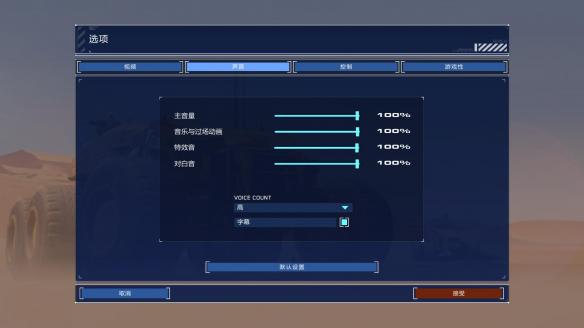 选项
视频 声音 控制 游戏性
主音量 100%
音乐与过场动画 100%
特效音 100%
对白音 100%
VOICE COUNT
高
字幕
默认设置
取消 接受